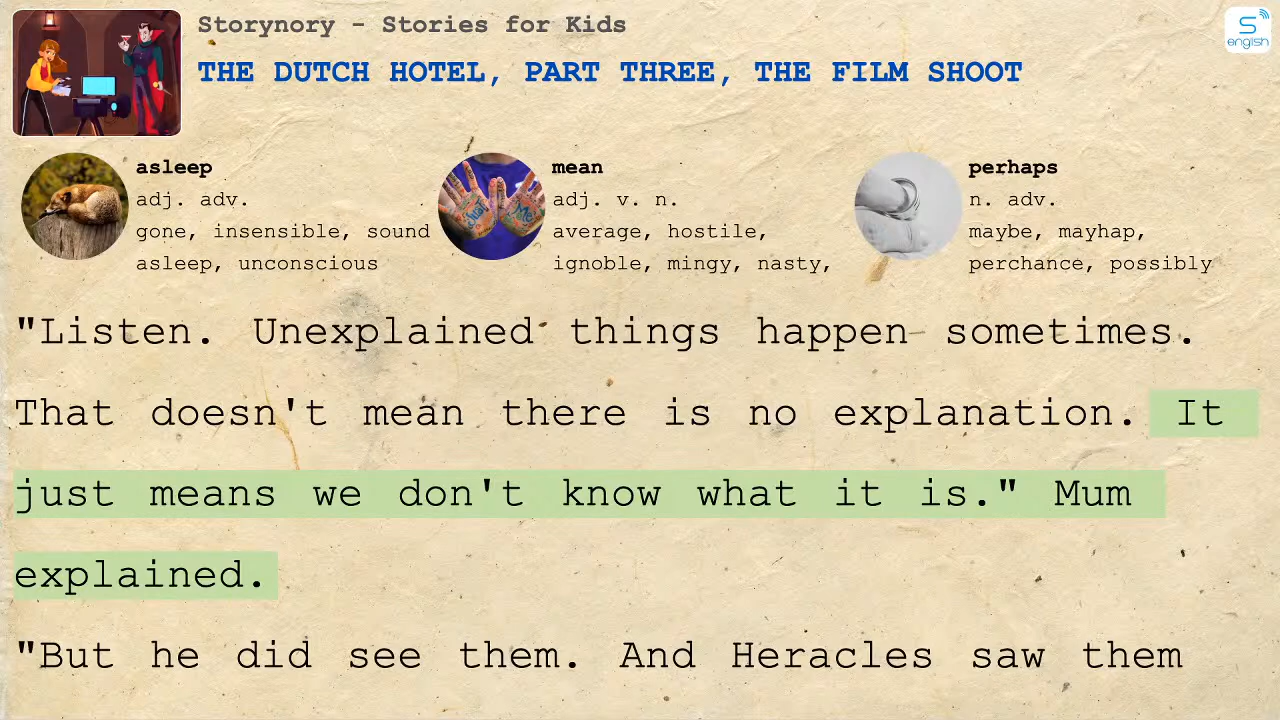 Storynory - Stories for Kids
THE DUTCH HOTEL, PART THREE, THE FILM SHOOT
S
english
asleep
adj. adv.
gone, insensible, sound
asleep, unconscious
mean
adj. v. n.
average, hostile,
ignoble, mingy, nasty,
What
Me
perhaps
n. adv.
maybe, mayhap,
perchance, possibly
"Listen. Unexplained things happen sometimes.
That doesn't mean there is no explanation. It
just means we don't know what it is." Mum
explained.
"But he did see them. And Heracles saw them